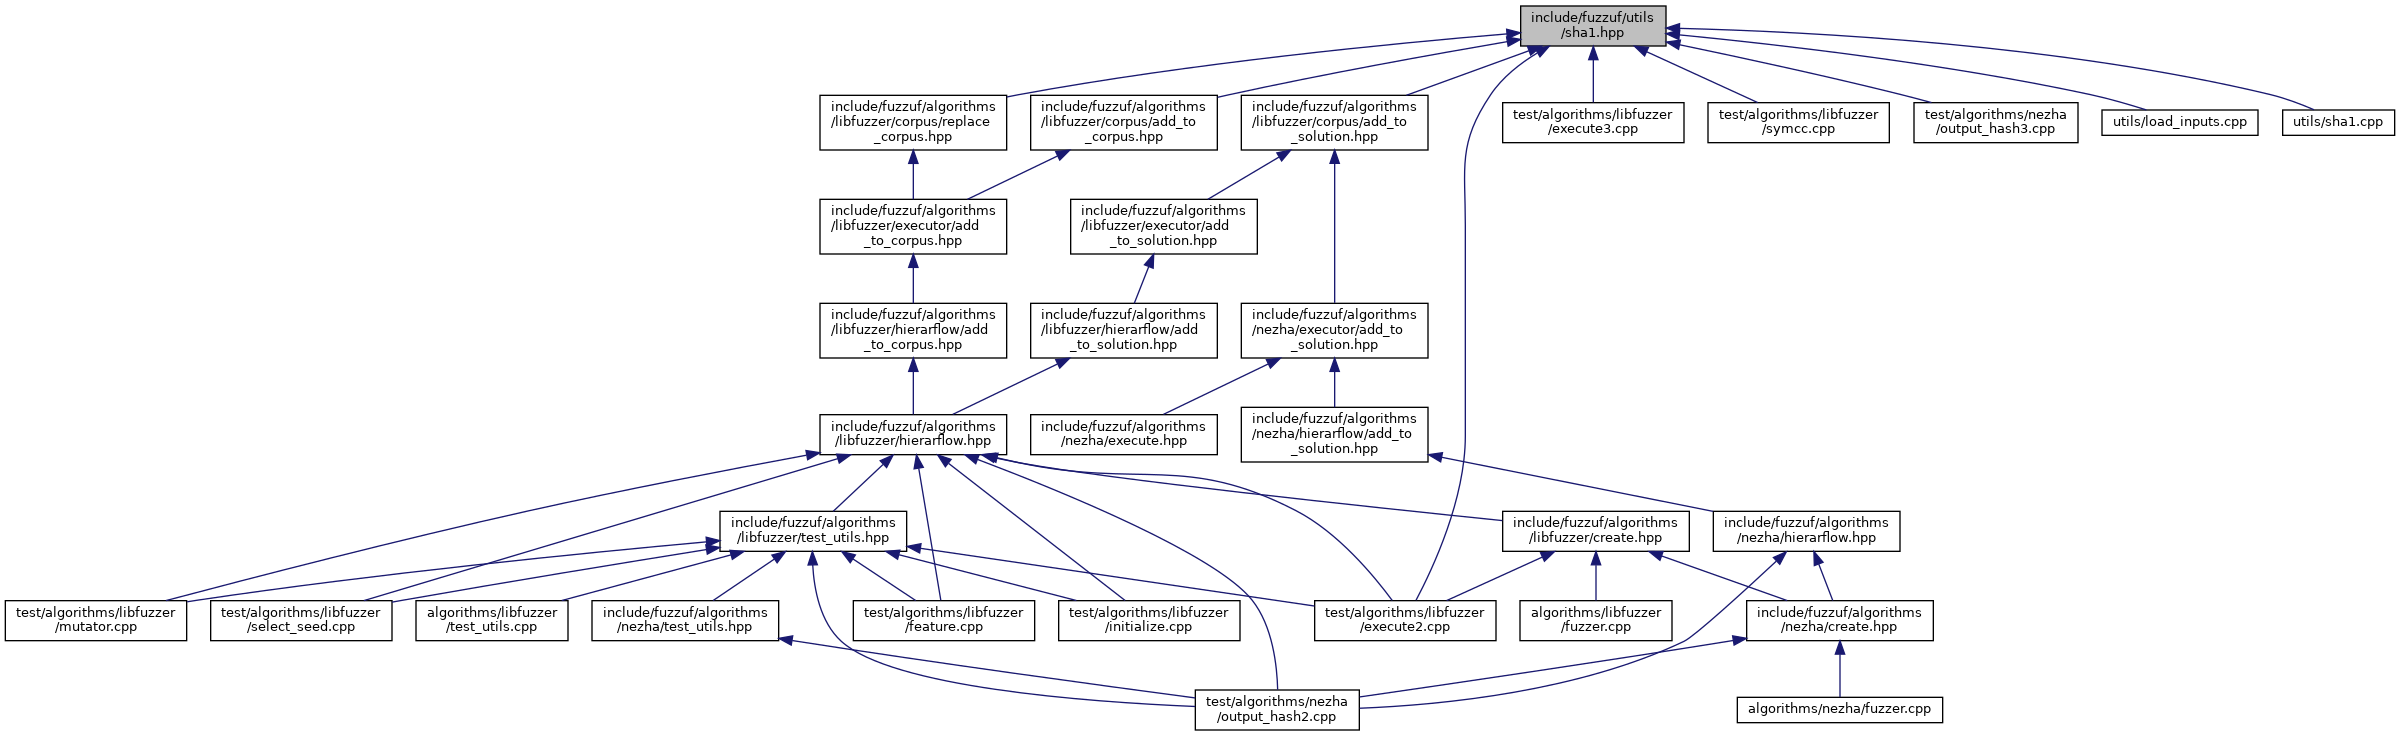 include/fuzzuf/utils
/sha1.hpp
include/fuzzuf/algorithms
/libfuzzer/corpus/replace
_corpus.hpp
include/fuzzuf/algorithms
/libfuzzer/corpus/add_to
_corpus.hpp
include/fuzzuf/algorithms
/libfuzzer/corpus/add_to
_solution.hpp
test/algorithms/libfuzzer
/execute3.cpp
test/algorithms/libfuzzer
/symcc.cpp
test/algorithms/nezha
/output_hash3.cpp
utils/load_inputs.cpp
utils/sha1.cpp
include/fuzzuf/algorithms
/libfuzzer/executor/add
_to_corpus.hpp
include/fuzzuf/algorithms
/libfuzzer/executor/add
_to_solution.hpp
include/fuzzuf/algorithms
/libfuzzer/hierarflow/add
_to_corpus.hpp
include/fuzzuf/algorithms
/libfuzzer/hierarflow/add
_to_solution.hpp
include/fuzzuf/algorithms
/nezha/executor/add_to
_solution.hpp
include/fuzzuf/algorithms
/libfuzzer/hierarflow.hpp
include/fuzzuf/algorithms
/nezha/execute.hpp
include/fuzzuf/algorithms
/nezha/hierarflow/add_to
_solution.hpp
include/fuzzuf/algorithms
/libfuzzer/test_utils.hpp
include/fuzzuf/algorithms
/libfuzzer/create.hpp
include/fuzzuf/algorithms
/nezha/hierarflow.hpp
test/algorithms/libfuzzer
/mutator.cpp
test/algorithms/libfuzzer
/select_seed.cpp
algorithms/libfuzzer
/test_utils.cpp
include/fuzzuf/algorithms
/nezha/test_utils.hpp
test/algorithms/libfuzzer
/feature.cpp
test/algorithms/libfuzzer
/initialize.cpp
test/algorithms/libfuzzer
/execute2.cpp
algorithms/libfuzzer
/fuzzer.cpp
include/fuzzuf/algorithms
/nezha/create.hpp
test/algorithms/nezha
/output_hash2.cpp
algorithms/nezha/fuzzer.cpp